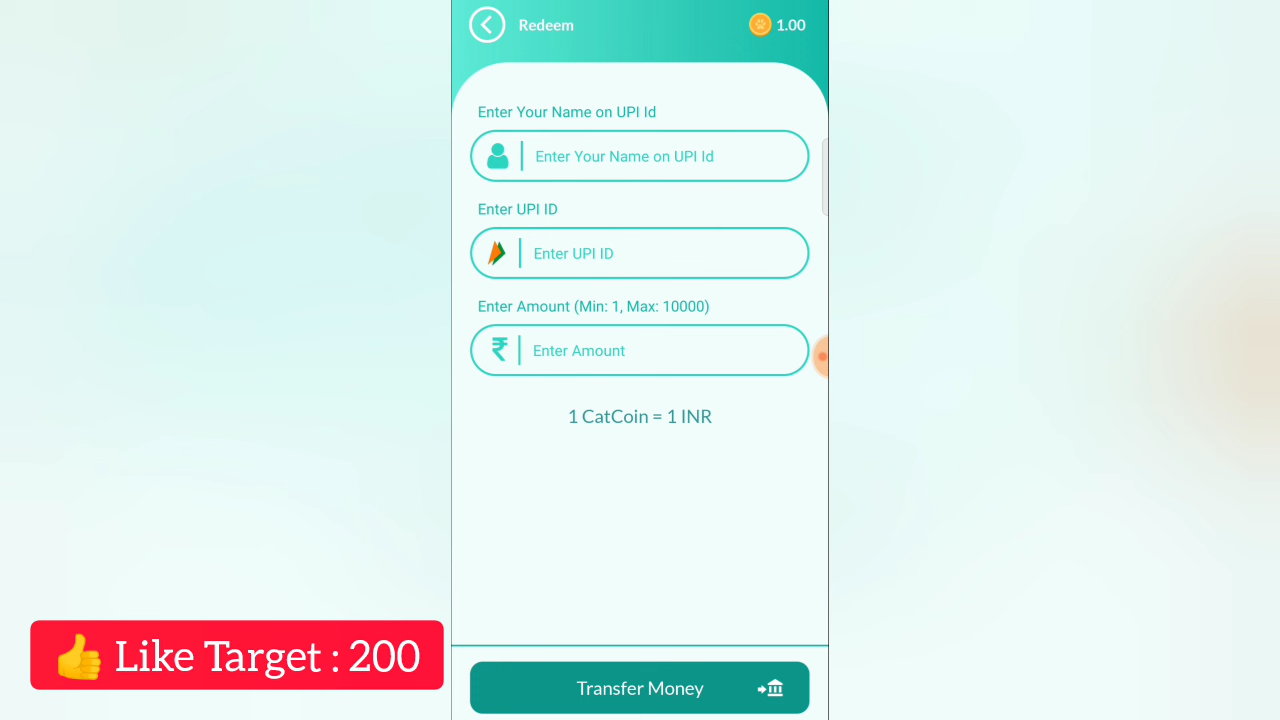 Redeem
1.00
Enter Your Name on UPI Id
Enter Your Name on UPI Id
Enter UPI ID
Enter UPI ID
Enter Amount (Min: 1, Max: 10000)
₹ Enter Amount
1 CatCoin = 1 INR
👍 Like Target : 200
Transfer Money